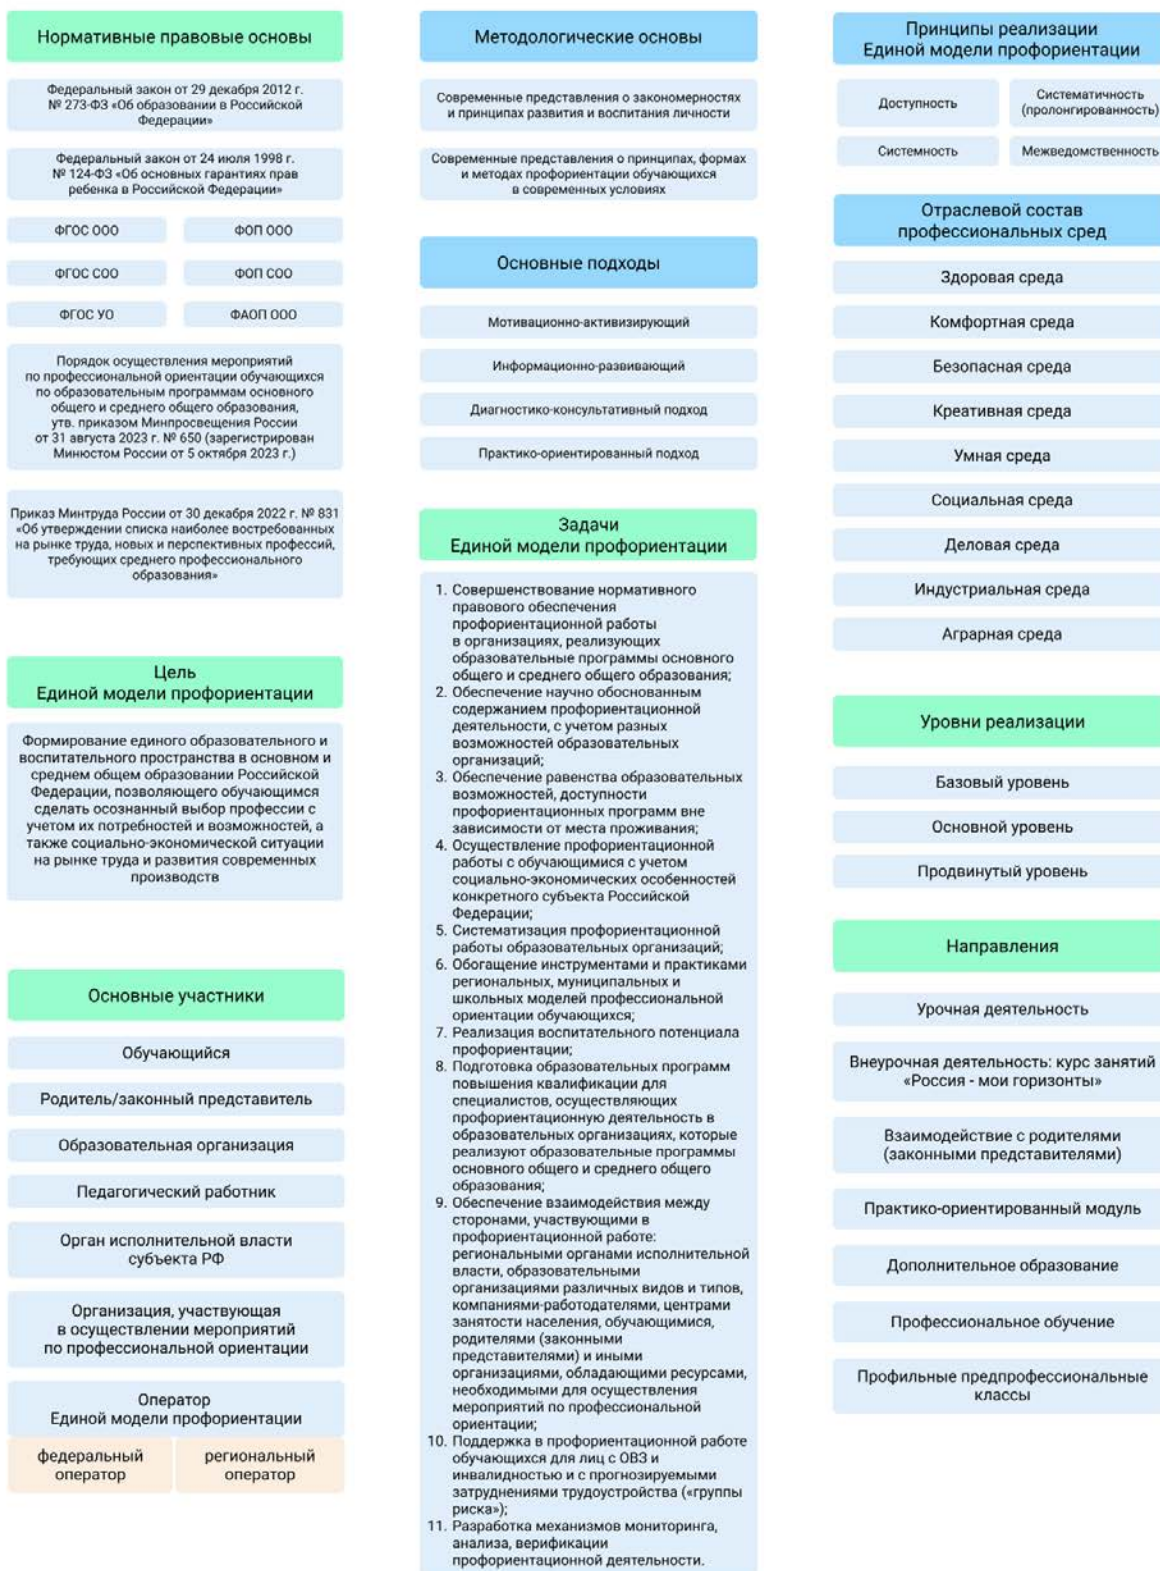 Нормативные правовые основы
Федеральный закон от 29 декабря 2012 г.
№ 273-ФЗ «Об образовании в Российской
Федерации»
Федеральный закон от 24 июля 1998 г.
№ 124-ФЗ «Об основных гарантиях прав
ребенка в Российской Федерации»
ФГОС ООО
ФОП ООО
ФГОС СОО
ФОП СОО
ФГОС УО
ФАОП ООО
Порядок осуществления мероприятий
по профессиональной ориентации обучающихся
по образовательным программам основного
общего и среднего общего образования,
утв. приказом Минпросвещения России
от 31 августа 2023 г. № 650 (зарегистрирован
Минюстом России от 5 октября 2023 г.)
Приказ Минтруда России от 30 декабря 2022 г. № 831
«Об утверждении списка наиболее востребованных
на рынке труда, новых и перспективных профессий,
требующих среднего профессионального
образования»
Цель
Единой модели профориентации
Формирование единого образовательного и
воспитательного пространства в основном и
среднем общем образовании Российской
Федерации, позволяющего обучающимся
сделать осознанный выбор профессии с
учетом их потребностей и возможностей, а
также социально-экономической ситуации
на рынке труда и развития современных
производств
Основные участники
Обучающийся
Родитель/законный представитель
Образовательная организация
Педагогический работник
Орган исполнительной власти
субъекта РФ
Организация, участвующая
в осуществлении мероприятий
по профессиональной ориентации
Оператор
Единой модели профориентации
федеральный
оператор
региональный
оператор
Методологические основы
Современные представления о закономерностях
и принципах развития и воспитания личности
Современные представления о принципах, формах
и методах профориентации обучающихся
в современных условиях
Основные подходы
Мотивационно-активизирующий
Информационно-развивающий
Диагностико-консультативный подход
Практико-ориентированный подход
Задачи
Единой модели профориентации
1. Совершенствование нормативного
правового обеспечения
профориентационной работы
в организациях, реализующих
образовательные программы основного
общего и среднего общего образования;
2. Обеспечение научно обоснованным
содержанием профориентационной
деятельности, с учетом разных
возможностей образовательных
организаций;
3. Обеспечение равенства образовательных
возможностей, доступности
профориентационных программ вне
зависимости от места проживания;
4. Осуществление профориентационной
работы с обучающимися с учетом
социально-экономических особенностей
конкретного субъекта Российской
Федерации;
5. Систематизация профориентационной
работы образовательных организаций;
6. Обогащение инструментами и практиками
региональных, муниципальных и
школьных моделей профессиональной
ориентации обучающихся;
7. Реализация воспитательного потенциала
профориентации;
8. Подготовка образовательных программ
повышения квалификации для
специалистов, осуществляющих
профориентационную деятельность в
образовательных организациях, которые
реализуют образовательные программы
основного общего и среднего общего
образования;
9. Обеспечение взаимодействия между
сторонами, участвующими в
профориентационной работе:
региональными органами исполнительной
власти, образовательными
организациями различных видов и типов,
компаниями-работодателями, центрами
занятости населения, обучающимися,
родителями (законными
представителями) и иными
организациями, обладающими ресурсами,
необходимыми для осуществления
мероприятий по профессиональной
ориентации;
10. Поддержка в профориентационной работе
обучающихся для лиц с ОВЗ и
инвалидностью и с прогнозируемыми
затруднениями трудоустройства («группы
риска»);
11. Разработка механизмов мониторинга,
анализа, верификации
профориентационной деятельности.
Принципы реализации
Единой модели профориентации
Доступность
Систематичность
(пролонгированность)
Системность
Межведомственность
Отраслевой состав
профессиональных сред
Здоровая среда
Комфортная среда
Безопасная среда
Креативная среда
Умная среда
Социальная среда
Деловая среда
Индустриальная среда
Аграрная среда
Уровни реализации
Базовый уровень
Основной уровень
Продвинутый уровень
Направления
Урочная деятельность
Внеурочная деятельность: курс занятий
«Россия - мои горизонты»
Взаимодействие с родителями
(законными представителями)
Практико-ориентированный модуль
Дополнительное образование
Профессиональное обучение
Профильные предпрофессиональные
классы